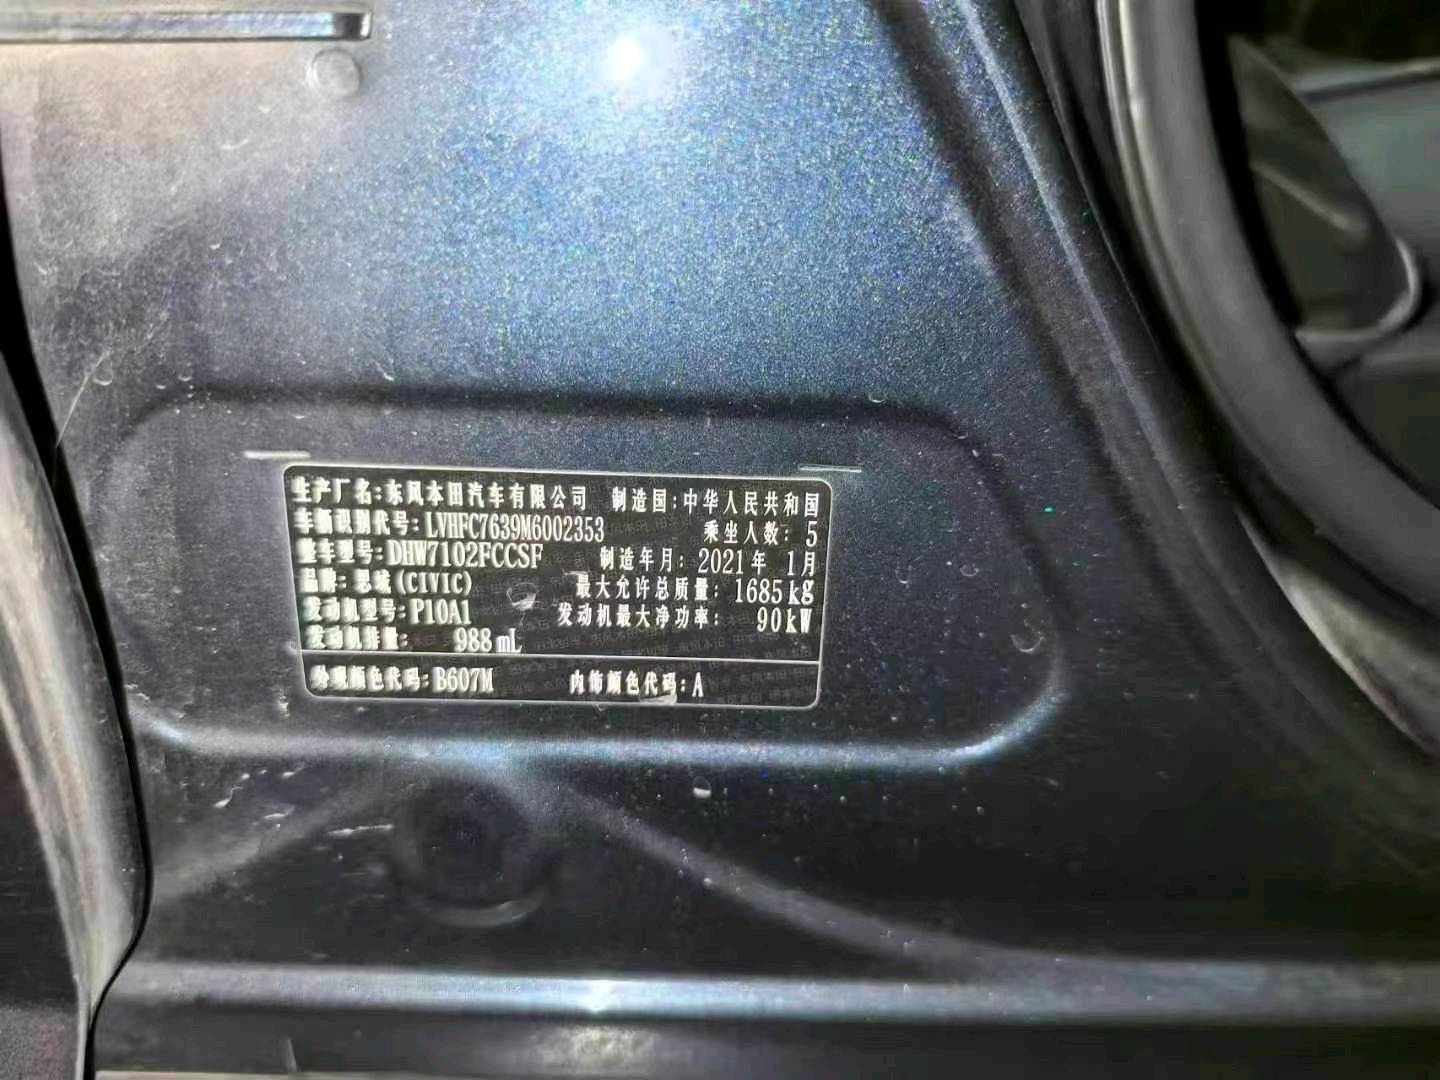 生产厂名:东风本田汽车有限公司 制造国:中华人民共和国
车辆识别代号:LVHFC7639M6002353 乘坐人数:5
整车型号:DHW7102FCCSF 制造年月:2021年 1月
品牌:思域(CIVIC) 最大允许总质量:1685kg
发动机型号:P10A1 发动机最大净功率: 90kW
发动机排量: 988mL
外观颜色代码:B607M 内饰颜色代码:A